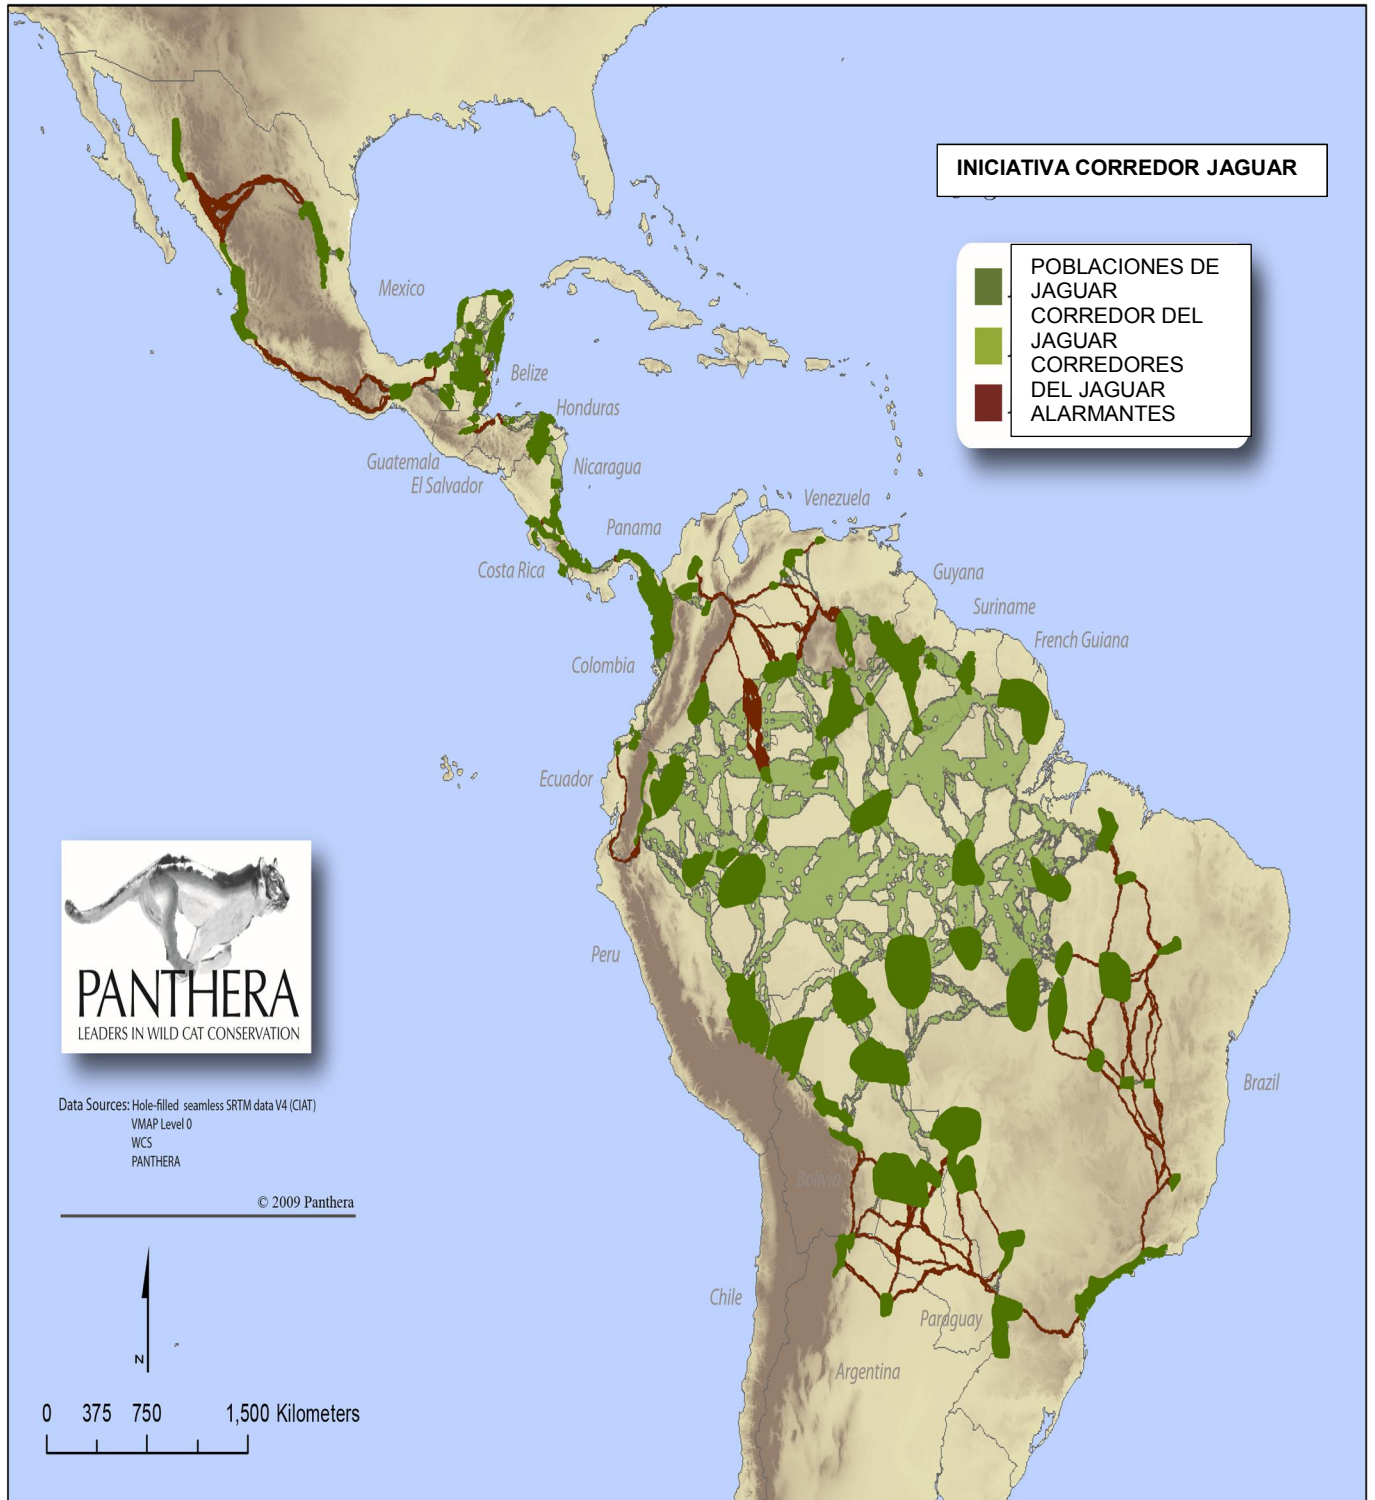 INICIATIVA CORREDOR JAGUAR
POBLACIONES DE
JAGUAR
CORREDOR DEL
JAGUAR
CORREDORES
DEL JAGUAR
ALARMANTES
Mexico
Belize
Honduras
Guatemala
El Salvador
Nicaragua
Panama
Costa Rica
Venezuela
Guyana
Suriname
French Guiana
Colombia
Ecuador
Peru
Brazil
Bolivia
Chile
Paraguay
Argentina
PANTHERA
LEADERS IN WILD CAT CONSERVATION
Data Sources: Hole-filled seamless SRTM data V4 (CIAT)
VMAP Level 0
WCS
PANTHERA
© 2009 Panthera
N
0 375 750 1,500 Kilometers